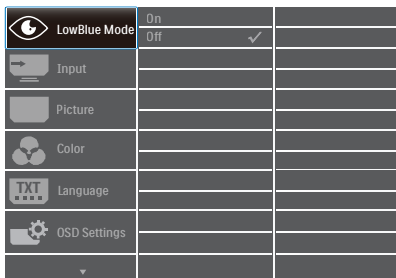 LowBlue Mode
On
Off
Input
Picture
Color
TXT
Language
OSD Settings